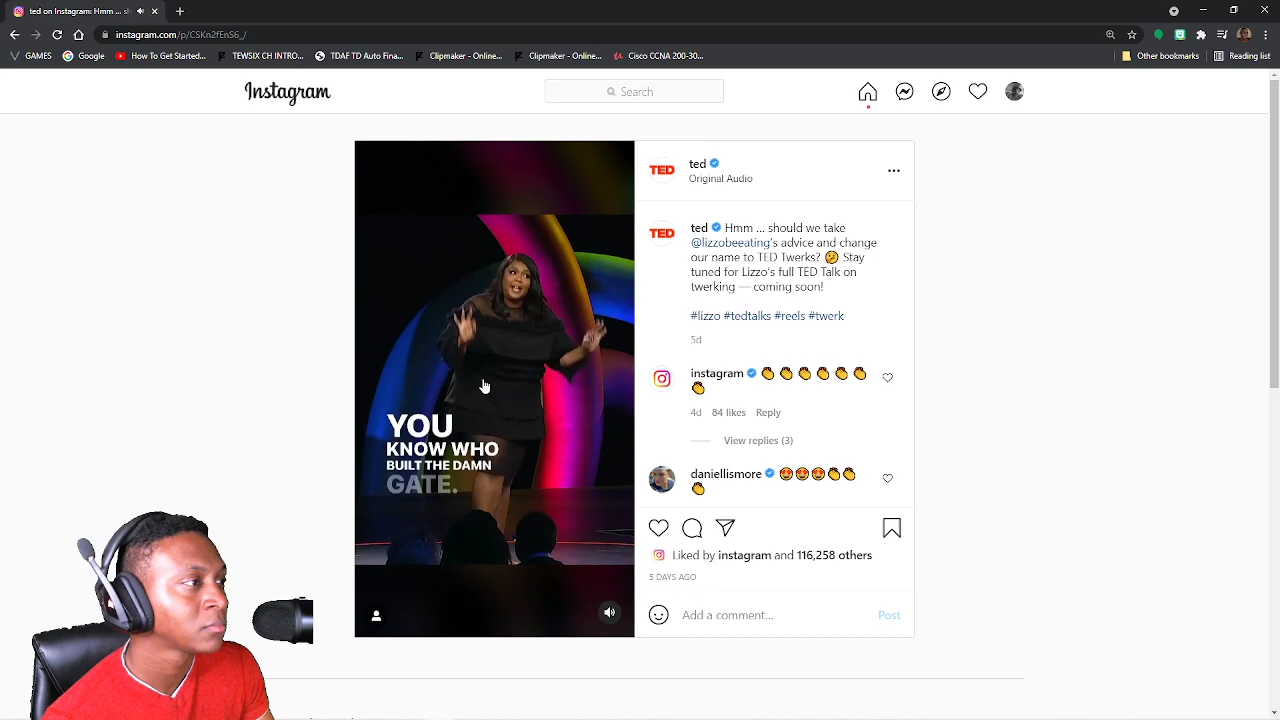 ted on Instagram: Hmm ...
instagram.com/p/CSKn2fEnS6_/
GAMES
Google
How To Get Started...
TEWSIX CH INTRO...
TDAF TD Auto Fina...
Clipmaker - Online...
Clipmaker - Online...
Cisco CCNA 200-30...
Other bookmarks
Reading list
Instagram
Search
TED
ted
Original Audio
TED
ted Hmm ... should we take
@lizzobeeating's advice and change
our name to TED Twerks? 🤔 Stay
tuned for Lizzo's full TED Talk on
twerking — coming soon!
#lizzo #tedtalks #reels #twerk
5d
instagram 👏 👏 👏 👏 👏 👏
👏
4d 84 likes Reply
View replies (3)
daniellismore 😍😍😍👏👏
👏
Liked by instagram and 116,258 others
5 DAYS AGO
Add a comment...
Post
YOU
KNOW WHO
BUILT THE DAMN
GATE.